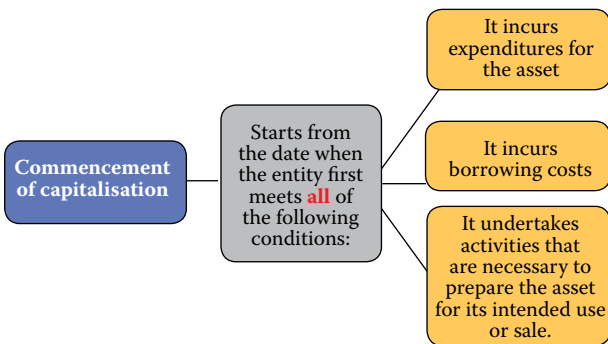 Commencement
of capitalisation
Starts from
the date when
the entity first
meets all of
the following
conditions:
It incurs
expenditures for
the asset
It incurs
borrowing costs
It undertakes
activities that
are necessary to
prepare the asset
for its intended use
or sale.